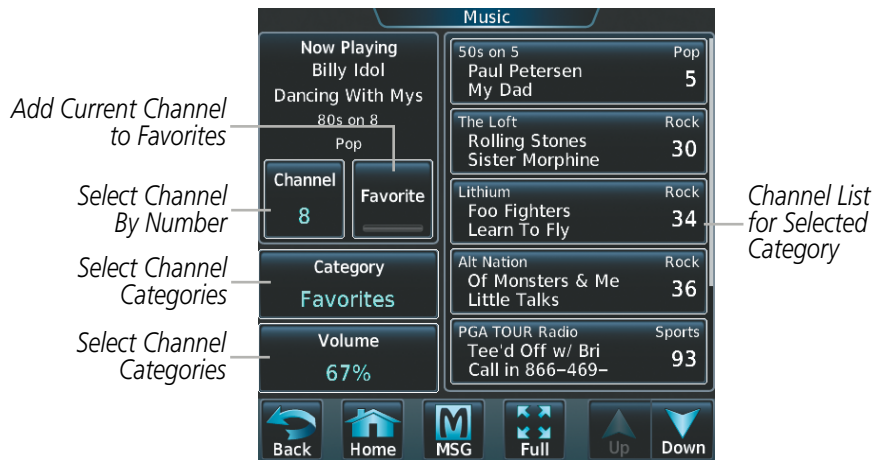 Music
Now Playing
Billy Idol
Dancing With Mys
80s on 8
Pop
Channel
8
Favorite
Category
Favorites
Volume
67%
50s on 5 Pop
Paul Petersen
My Dad
5
The Loft Rock
Rolling Stones
Sister Morphine
30
Lithium Rock
Foo Fighters
Learn To Fly
34
Alt Nation Rock
Of Monsters & Me
Little Talks
36
PGA TOUR Radio Sports
Tee'd Off w/ Bri
Call in 866-469-
93
Back
Home
MSG
Full
Up
Down
Add Current Channel
to Favorites
Select Channel
By Number
Select Channel
Categories
Select Channel
Categories
Channel List
for Selected
Category